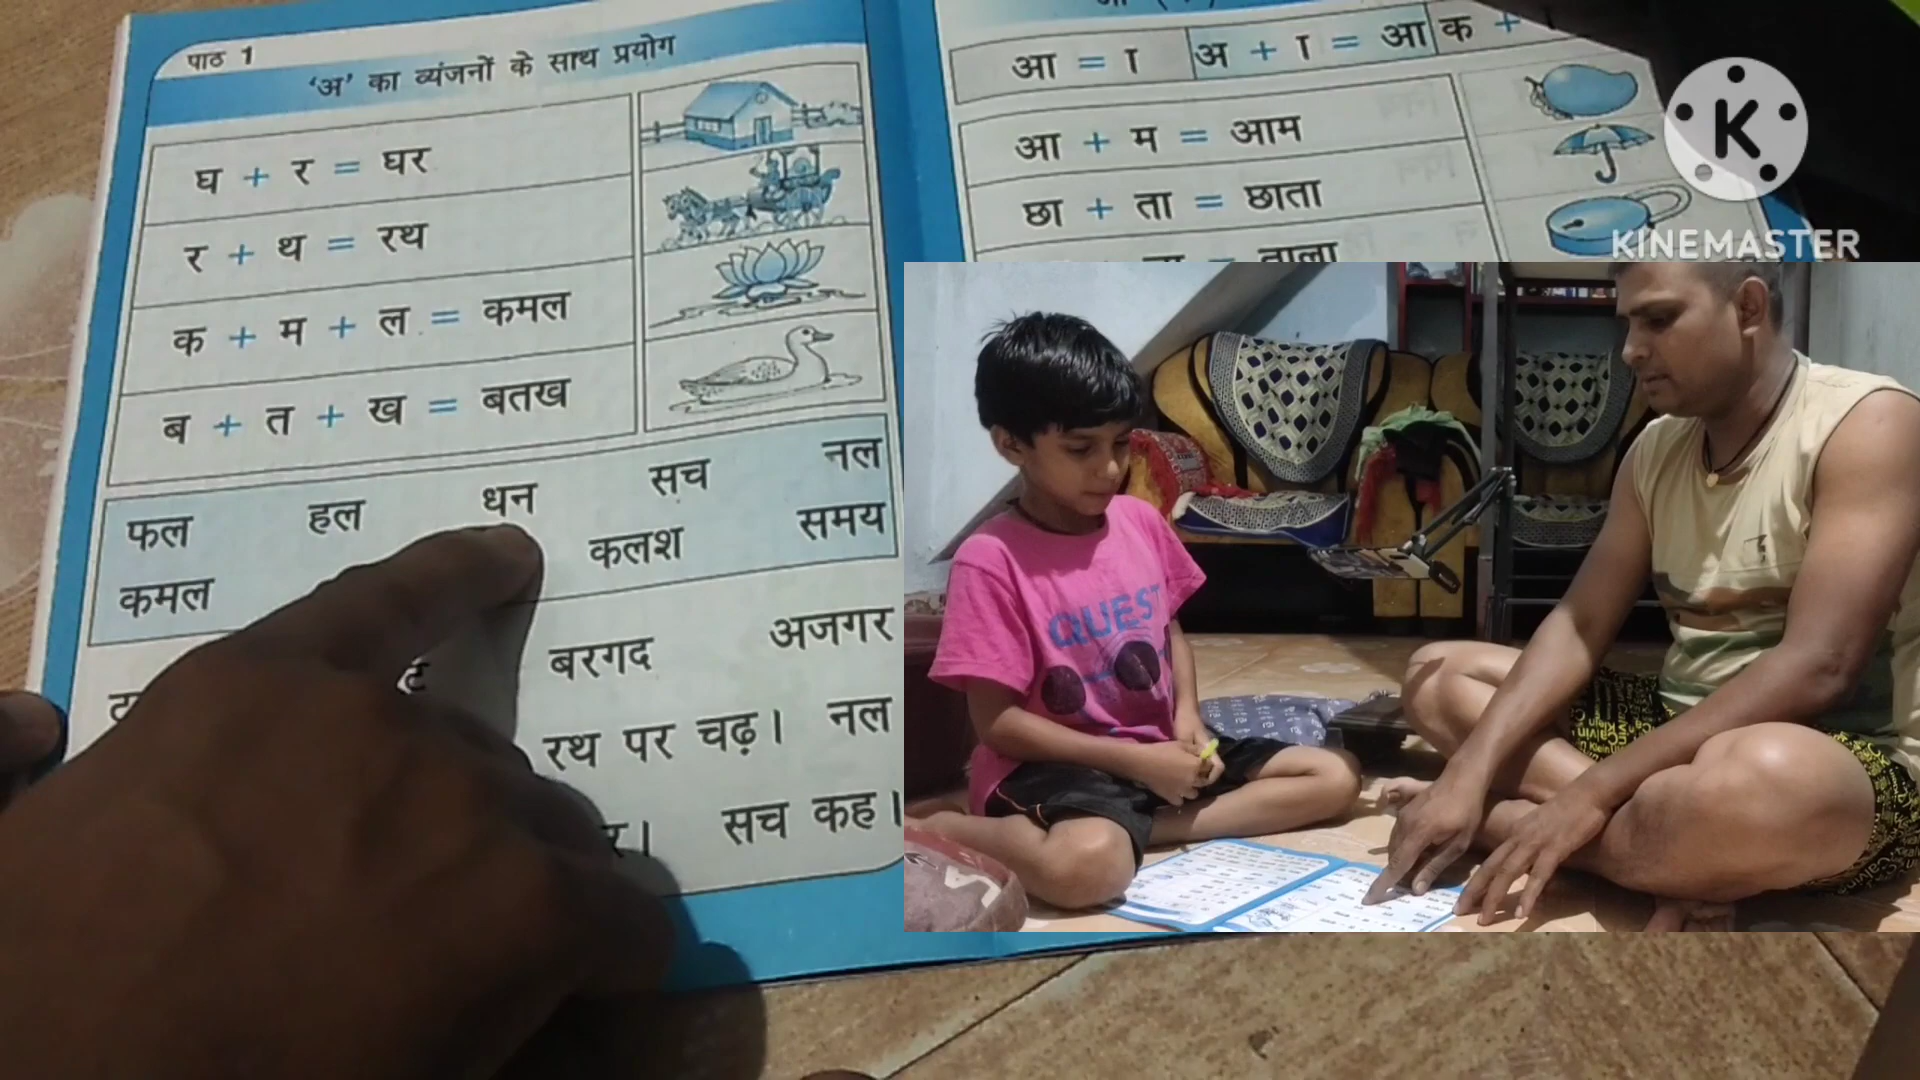 पाठ 1
'अ' का व्यंजनों के साथ प्रयोग
घ + र = घर
र + थ = रथ
क + म + ल = कमल
ब + त + ख = बतख
फल हल धन सच नल
कमल कलश समय
बरगद अजगर
रथ पर चढ़। नल
सच कह।
आ = ा अ + ा = आ क +
आ + म = आम
छा + ता = छाता
= ताला
K
KINEMASTER
QUEST